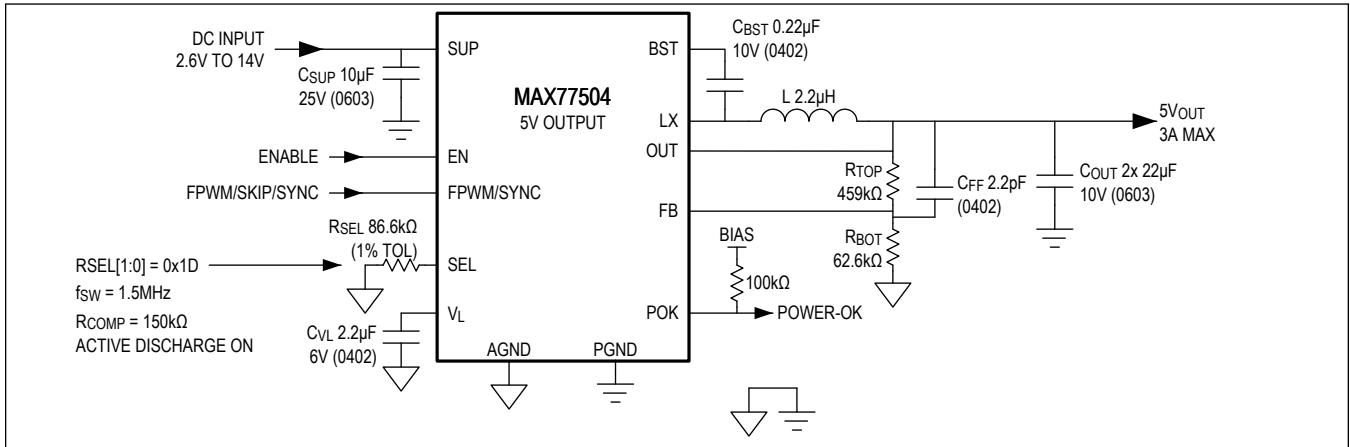 DC INPUT
2.6V TO 14V
CSUP 10µF
25V (0603)
SUP
ENABLE
EN
FPWM/SKIP/SYNC
FPWM/SYNC
RSEL 86.6kΩ
(1% TOL)
SEL
RSEL[1:0] = 0x1D
fSW = 1.5MHz
RCOMP = 150kΩ
ACTIVE DISCHARGE ON
VL
CVL 2.2µF
6V (0402)
MAX77504
5V OUTPUT
AGND
PGND
BST
CBST 0.22µF
10V (0402)
LX
L 2.2µH
OUT
5VOUT
3A MAX
RTOP
459kΩ
CFF 2.2pF
(0402)
COUT 2x 22µF
10V (0603)
FB
RBOT
62.6kΩ
BIAS
100kΩ
POK
POWER-OK